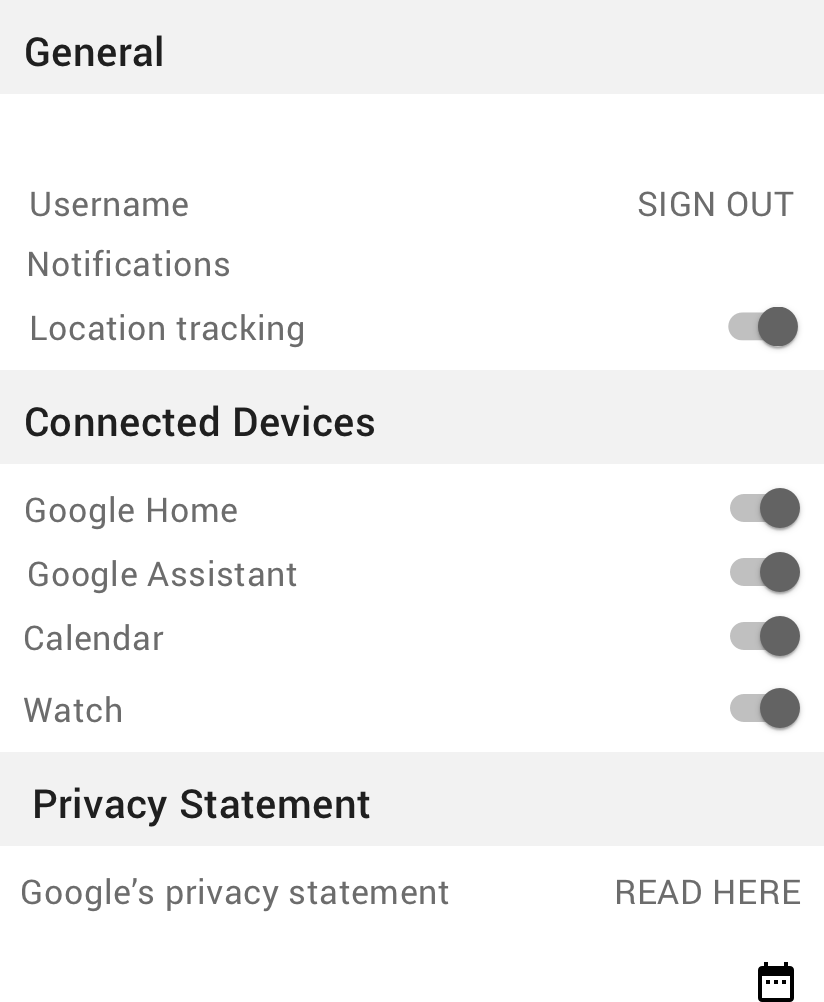 General
Username SIGN OUT
Notifications
Location tracking
Connected Devices
Google Home
Google Assistant
Calendar
Watch
Privacy Statement
Google's privacy statement READ HERE